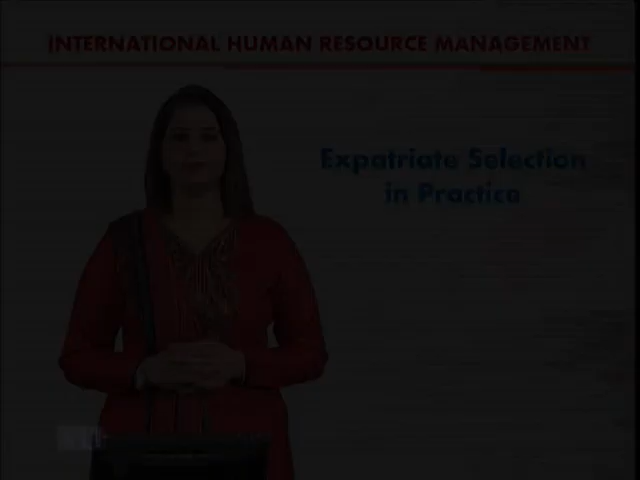 INTERNATIONAL HUMAN RESOURCE MANAGEMENT
Expatriate Selection
in Practice